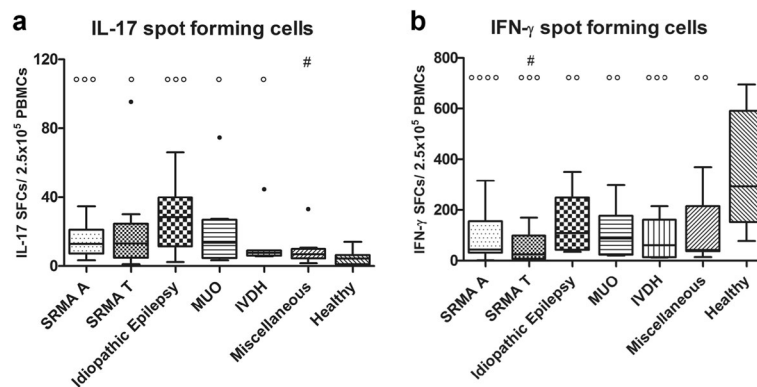 a
IL-17 spot forming cells
IL-17 SFCs/ 2.5x10⁵ PBMCs
120
80
40
0
°°°
°
°°°
°
°
#
SRMA A
SRMA T
Idiopathic Epilepsy
MUO
IVDH
Miscellaneous
Healthy
b
IFN-γ spot forming cells
IFN-γ SFCs/ 2.5x10⁵ PBMCs
800
600
400
200
0
°°°°
#
°°°
°°
°°
°°°
°°
SRMA A
SRMA T
Idiopathic Epilepsy
MUO
IVDH
Miscellaneous
Healthy